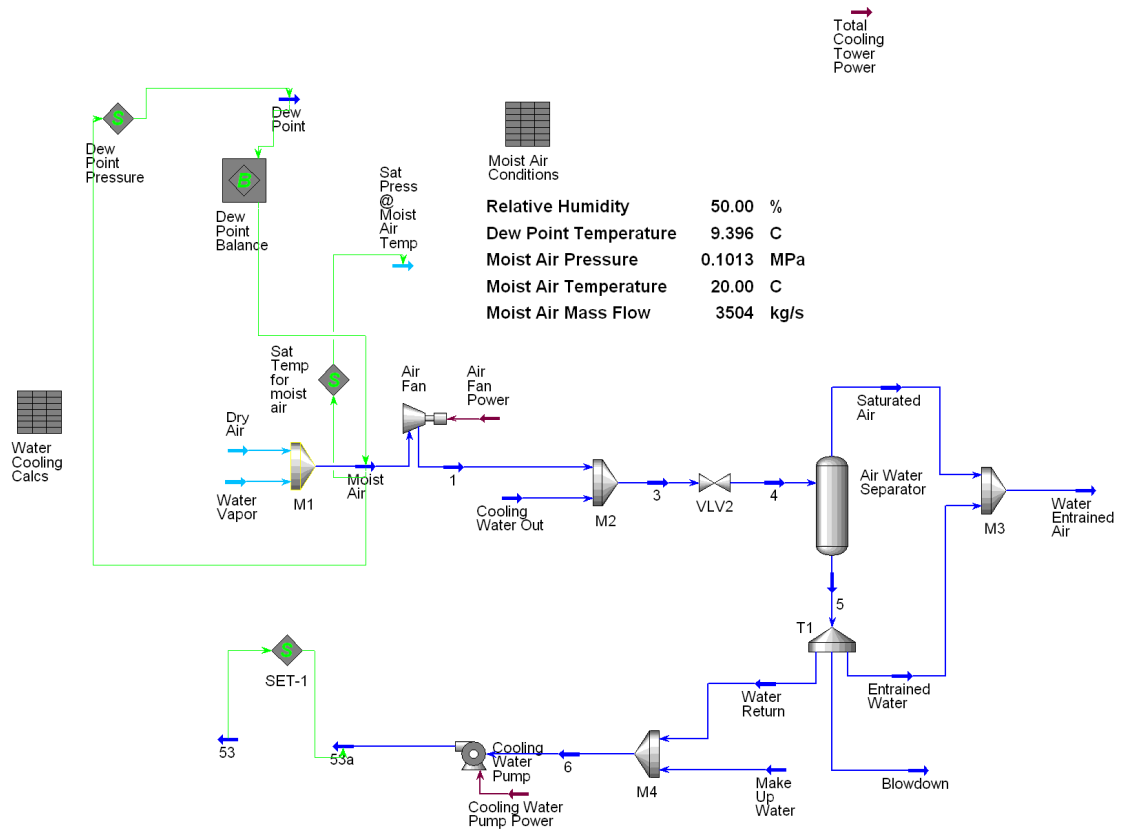 Total
Cooling
Tower
Power
S
Dew
Point
Dew
Point
Pressure
Moist Air
Conditions
B
Sat
Press
@
Moist
Air
Temp
Dew
Point
Balance
Relative Humidity 50.00 %
Dew Point Temperature 9.396 C
Moist Air Pressure 0.1013 MPa
Moist Air Temperature 20.00 C
Moist Air Mass Flow 3504 kg/s
Sat
Temp
for
moist
air
S
Air
Fan
Air
Fan
Power
Water
Cooling
Calcs
Dry
Air
Water
Vapor
M1
Moist
Air
1
Cooling
Water Out
M2
3
VLV2
4
Air Water
Separator
Saturated
Air
M3
Water
Entrained
Air
5
T1
S
SET-1
53
53a
Cooling
Water
Pump
Cooling Water
Pump Power
6
M4
Water
Return
Make
Up
Water
Entrained
Water
Blowdown